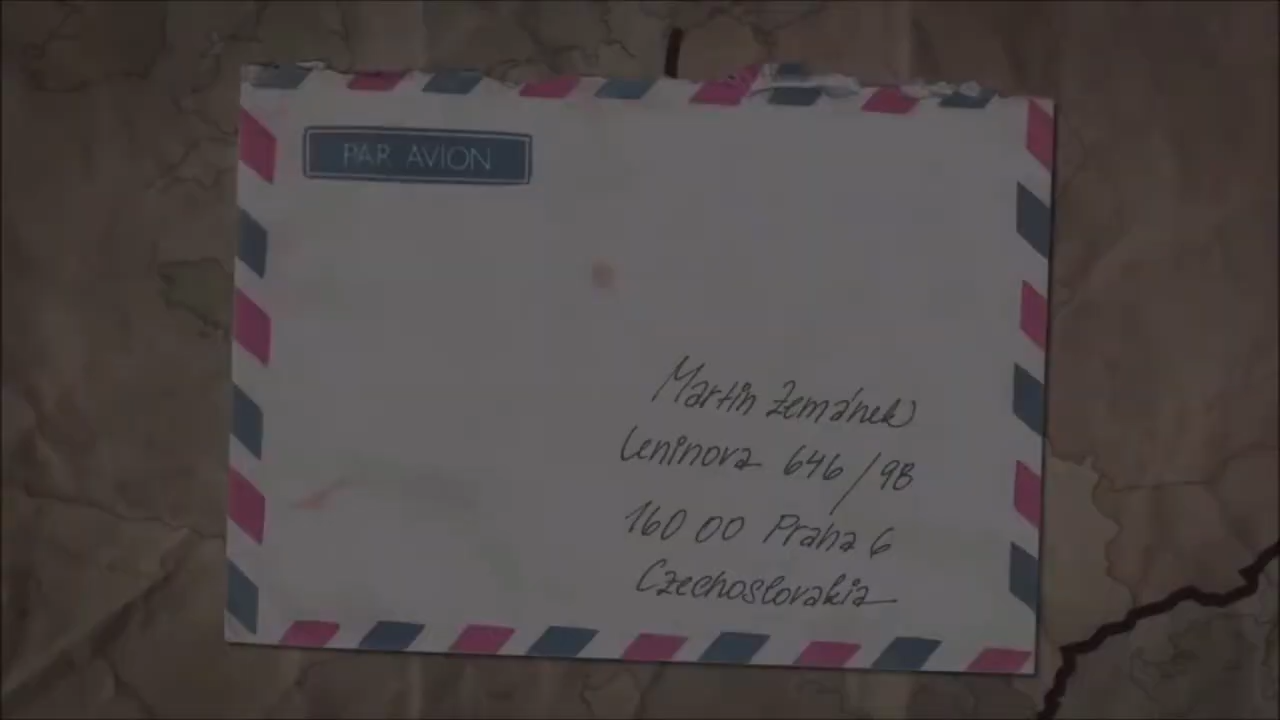 PAR AVION
Martin Zemánek
Leninova 646/98
160 00 Praha 6
Czechoslovakia